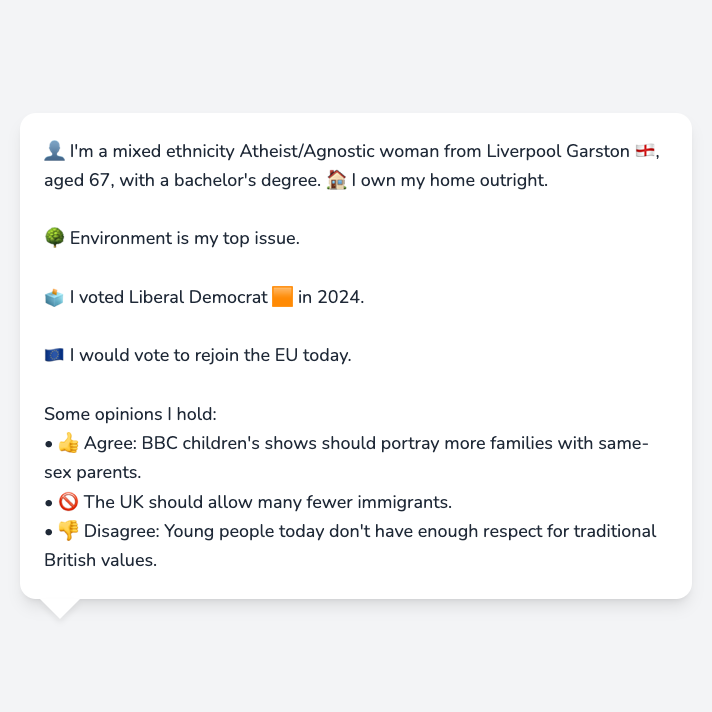 👤 I'm a mixed ethnicity Atheist/Agnostic woman from Liverpool Garston 🏴󠁧󠁢󠁥󠁮󠁧󠁿,
aged 67, with a bachelor's degree. 🏠 I own my home outright.
🌳 Environment is my top issue.
🗳️ I voted Liberal Democrat 🟧 in 2024.
🇪🇺 I would vote to rejoin the EU today.
Some opinions I hold:
• 👍 Agree: BBC children's shows should portray more families with same-
sex parents.
• 🚫 The UK should allow many fewer immigrants.
• 👎 Disagree: Young people today don't have enough respect for traditional
British values.